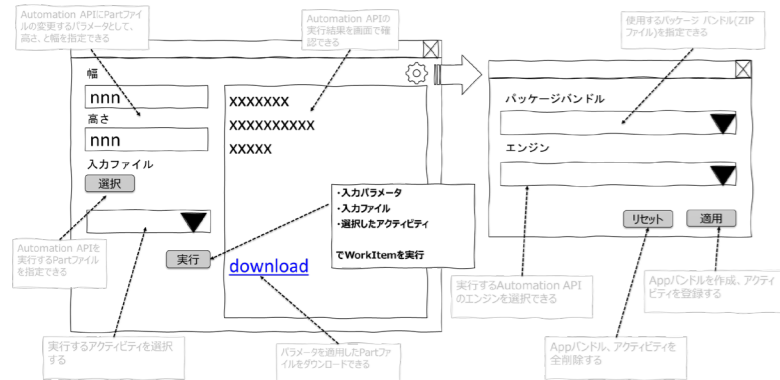 Automation APIにPartファイ
ルの変更するパラメータとして、
高さ、と幅を指定できる
Automation APIの
実行結果を画面で確
認できる
使用するパッケージ バンドル(ZIP
ファイル)を指定できる
幅
nnn
高さ
nnn
入力ファイル
選択
実行
XXXXXXX
XXXXXXXXXX
XXXXX
download
・入力パラメータ
・入力ファイル
・選択したアクティビティ
でWorkItemを実行
パッケージバンドル
エンジン
リセット
適用
Automation APIを
実行するPartファイル
を指定できる
実行するアクティビティを選択
する
パラメータを適用したPartファ
イルをダウンロードできる
実行するAutomation API
のエンジンを選択できる
Appバンドル、アクティビティを
全削除する
Appバンドルを作成、アクティ
ビティを登録する